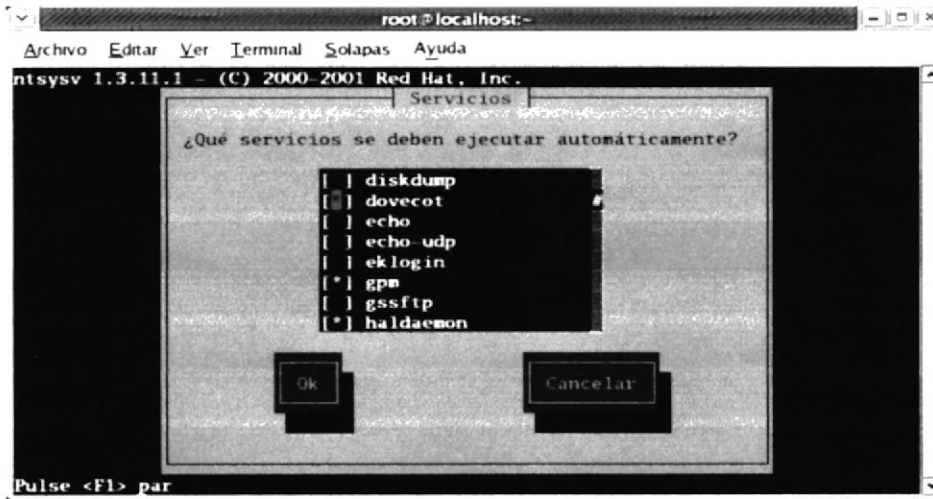 root@localhost:~
Archivo Editar Ver Terminal Solapas Ayuda
ntsysv 1.3.11.1 - (C) 2000-2001 Red Hat, Inc.
Servicios
¿Qué servicios se deben ejecutar automáticamente?
[ ] diskdump
[ ] dovecot
[ ] echo
[ ] echo-udp
[ ] eklogin
[*] gpm
[ ] gssftp
[*] haldaemon
Ok Cancelar
Pulse <F1> par